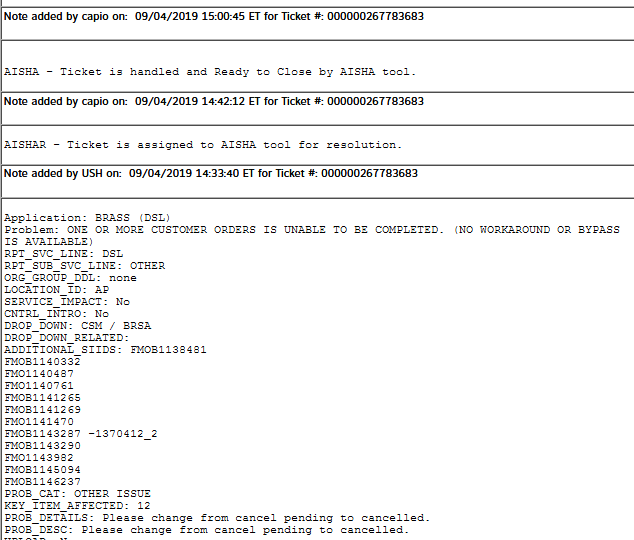 Note added by capio on: 09/04/2019 15:00:45 ET for Ticket #: 000000267783683
AISHA - Ticket is handled and Ready to Close by AISHA tool.
Note added by capio on: 09/04/2019 14:42:12 ET for Ticket #: 000000267783683
AISHAR - Ticket is assigned to AISHA tool for resolution.
Note added by USH on: 09/04/2019 14:33:40 ET for Ticket #: 000000267783683
Application: BRASS (DSL)
Problem: ONE OR MORE CUSTOMER ORDERS IS UNABLE TO BE COMPLETED. (NO WORKAROUND OR BYPASS
IS AVAILABLE)
RPT_SVC_LINE: DSL
RPT_SUB_SVC_LINE: OTHER
ORG_GROUP_DDL: none
LOCATION_ID: AP
SERVICE_IMPACT: No
CNTRL_INTRO: No
DROP_DOWN: CSM / BRSA
DROP_DOWN_RELATED:
ADDITIONAL_SIIDS: FMOB1138481
FMOB1140332
FMO1140487
FMO1140761
FMOB1141265
FMOB1141269
FMO1141470
FMOB1143287 -1370412_2
FMOB1143290
FMO1143982
FMOB1145094
FMOB1146237
PROB_CAT: OTHER ISSUE
KEY_ITEM_AFFECTED: 12
PROB_DETAILS: Please change from cancel pending to cancelled.
PROB_DESC: Please change from cancel pending to cancelled.